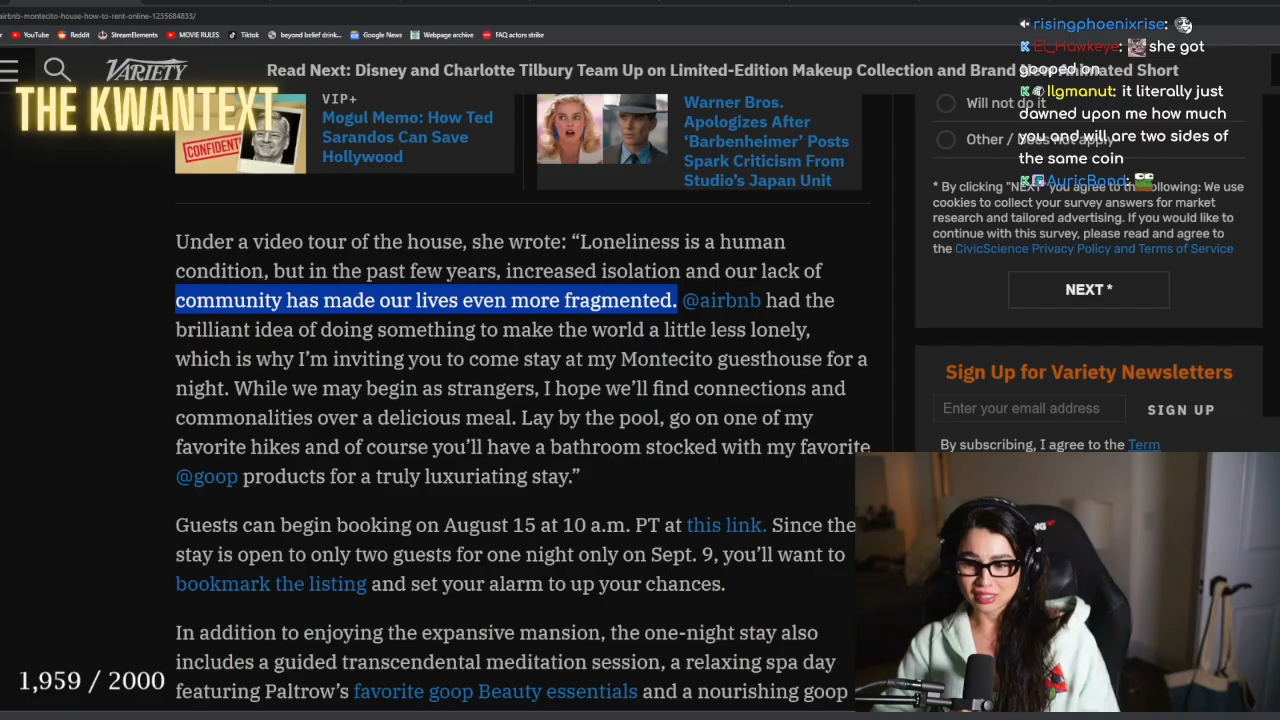 airbnb-montecito-house-how-to-rent-online-1235684833/
YouTube
Reddit
StreamElements
MOVIE RULES
Tiktok
beyond belief drink...
Google News
Webpage archive
FAQ actors strike
VARIETY
Read Next: Disney and Charlotte Tilbury Team Up on Limited-Edition Makeup Collection and Brand New Animated Short
THE KWANTEXT
CONFIDENTIAL
VIP+
Mogul Memo: How Ted
Sarandos Can Save
Hollywood
Warner Bros.
Apologizes After
‘Barbenheimer’ Posts
Spark Criticism From
Studio’s Japan Unit
Under a video tour of the house, she wrote: “Loneliness is a human
condition, but in the past few years, increased isolation and our lack of
community has made our lives even more fragmented. @airbnb had the
brilliant idea of doing something to make the world a little less lonely,
which is why I’m inviting you to come stay at my Montecito guesthouse for a
night. While we may begin as strangers, I hope we’ll find connections and
commonalities over a delicious meal. Lay by the pool, go on one of my
favorite hikes and of course you’ll have a bathroom stocked with my favorite
@goop products for a truly luxuriating stay.”
Guests can begin booking on August 15 at 10 a.m. PT at this link. Since the
stay is open to only two guests for one night only on Sept. 9, you’ll want to
bookmark the listing and set your alarm to up your chances.
In addition to enjoying the expansive mansion, the one-night stay also
includes a guided transcendental meditation session, a relaxing spa day
featuring Paltrow’s favorite goop Beauty essentials and a nourishing goop
1,959 / 2000
risingphoenixrise:
El_Hawkeye: she got
gooped on
llgmanut: it literally just
dawned upon me how much
you and will are two sides of
the same coin
AuricBond:
Will not do it
Other / Does not apply
* By clicking "NEXT" you agree to the following: We use
cookies to collect your survey answers for market
research and tailored advertising. If you would like to
continue with this survey, please read and agree to
the CivicScience Privacy Policy and Terms of Service
NEXT *
Sign Up for Variety Newsletters
Enter your email address
SIGN UP
By subscribing, I agree to the Term